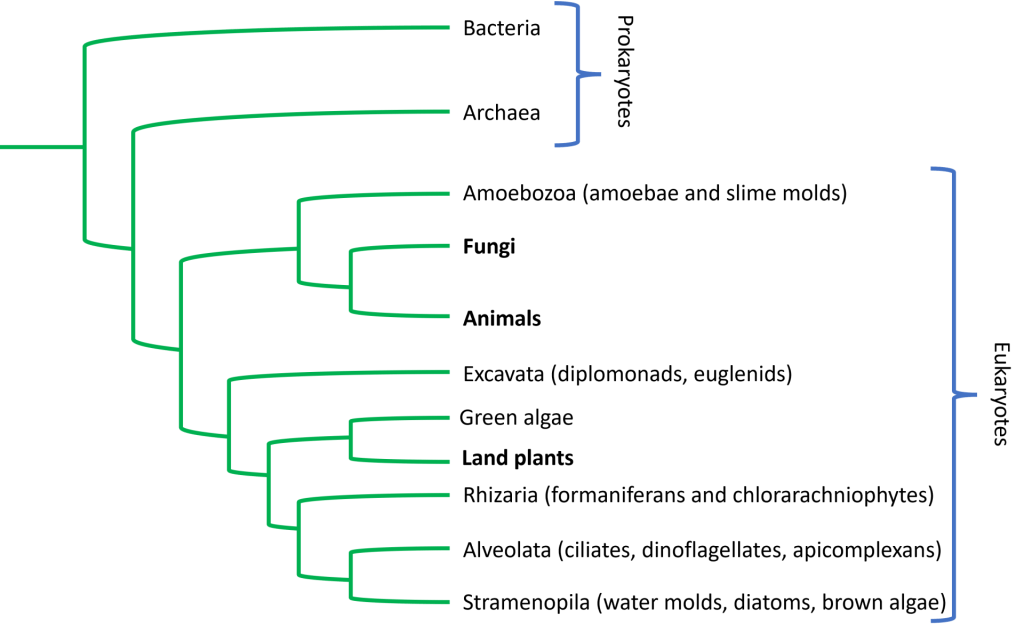 Bacteria
Prokaryotes
Archaea
Amoebozoa (amoebae and slime molds)
Fungi
Animals
Excavata (diplomonads, euglenids)
Eukaryotes
Green algae
Land plants
Rhizaria (formaniferans and chlorarachniophytes)
Alveolata (ciliates, dinoflagellates, apicomplexans)
Stramenopila (water molds, diatoms, brown algae)